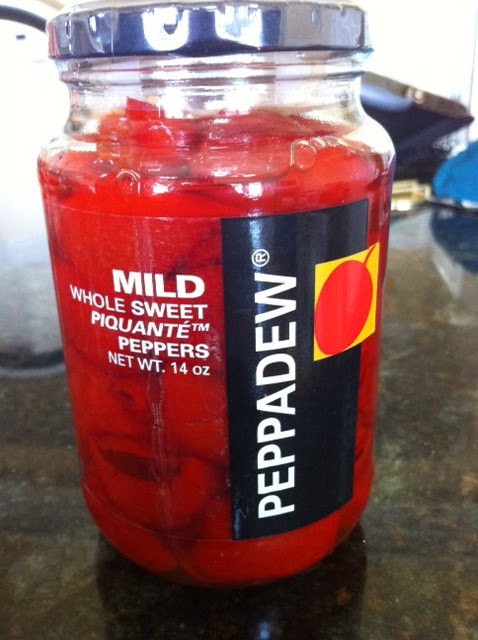 MILD
WHOLE SWEET
PIQUANTÉ™
PEPPERS
NET WT. 14 oz
PEPPADEW®